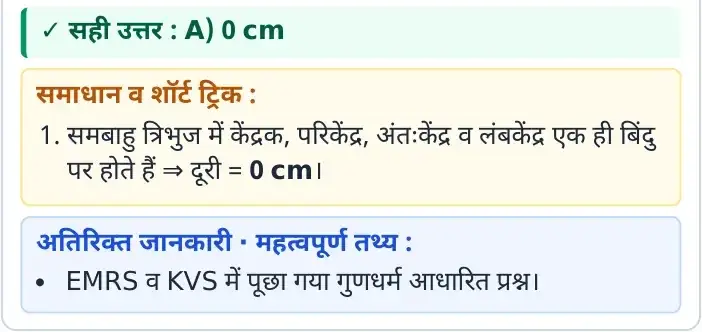 ✓ सही उत्तर : A) 0 cm
समाधान व शॉर्ट ट्रिक :
1. समबाहु त्रिभुज में केंद्रक, परिकेंद्र, अंतःकेंद्र व लंबकेंद्र एक ही बिंदु
पर होते हैं ⇒ दूरी = 0 cm।
अतिरिक्त जानकारी · महत्वपूर्ण तथ्य :
• EMRS व KVS में पूछा गया गुणधर्म आधारित प्रश्न।